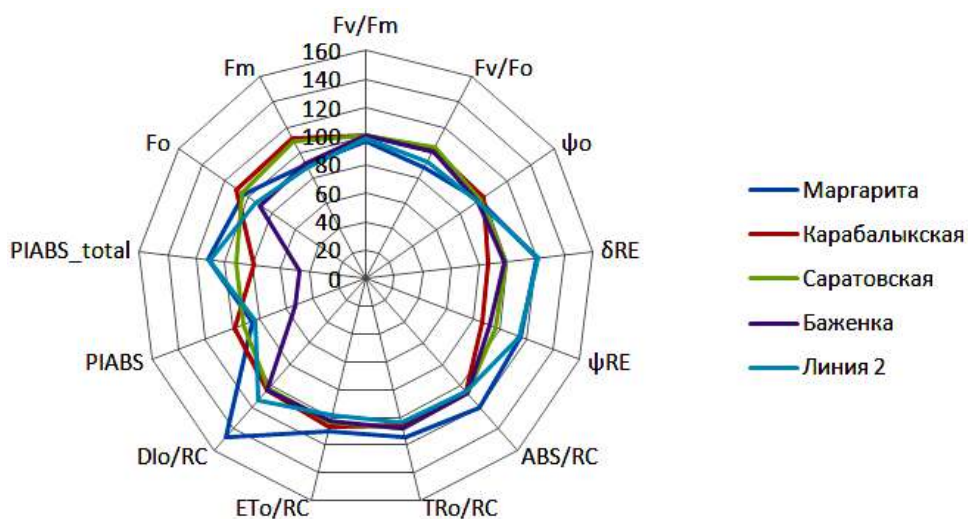 Fv/Fm
Fv/Fo
ψo
δRE
ψRE
ABS/RC
TRo/RC
ETo/RC
DIo/RC
PIABS
PIABS_total
Fo
Fm
160
140
120
100
80
60
40
20
0
Маргарита
Карабалыкская
Саратовская
Баженка
Линия 2